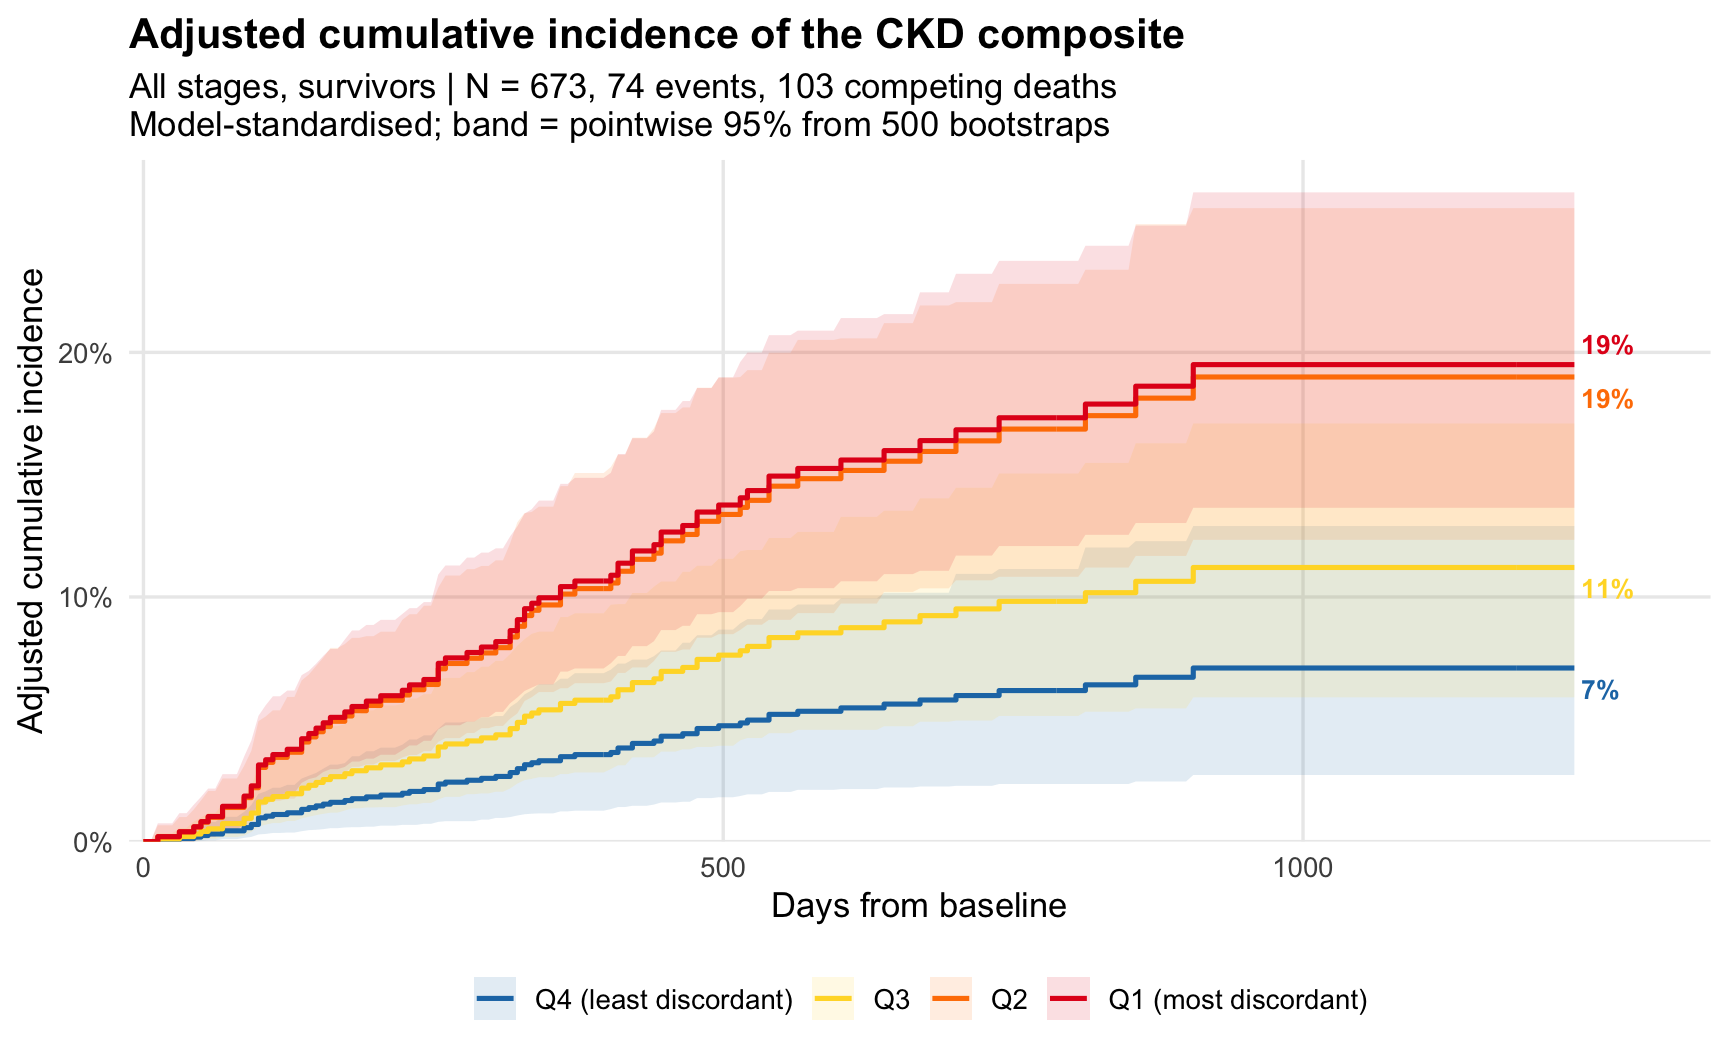 Adjusted cumulative incidence of the CKD composite
All stages, survivors | N = 673, 74 events, 103 competing deaths
Model-standardised; band = pointwise 95% from 500 bootstraps
Adjusted cumulative incidence
20%
10%
0%
19%
19%
11%
7%
0 500 1000
Days from baseline
Q4 (least discordant) Q3 Q2 Q1 (most discordant)